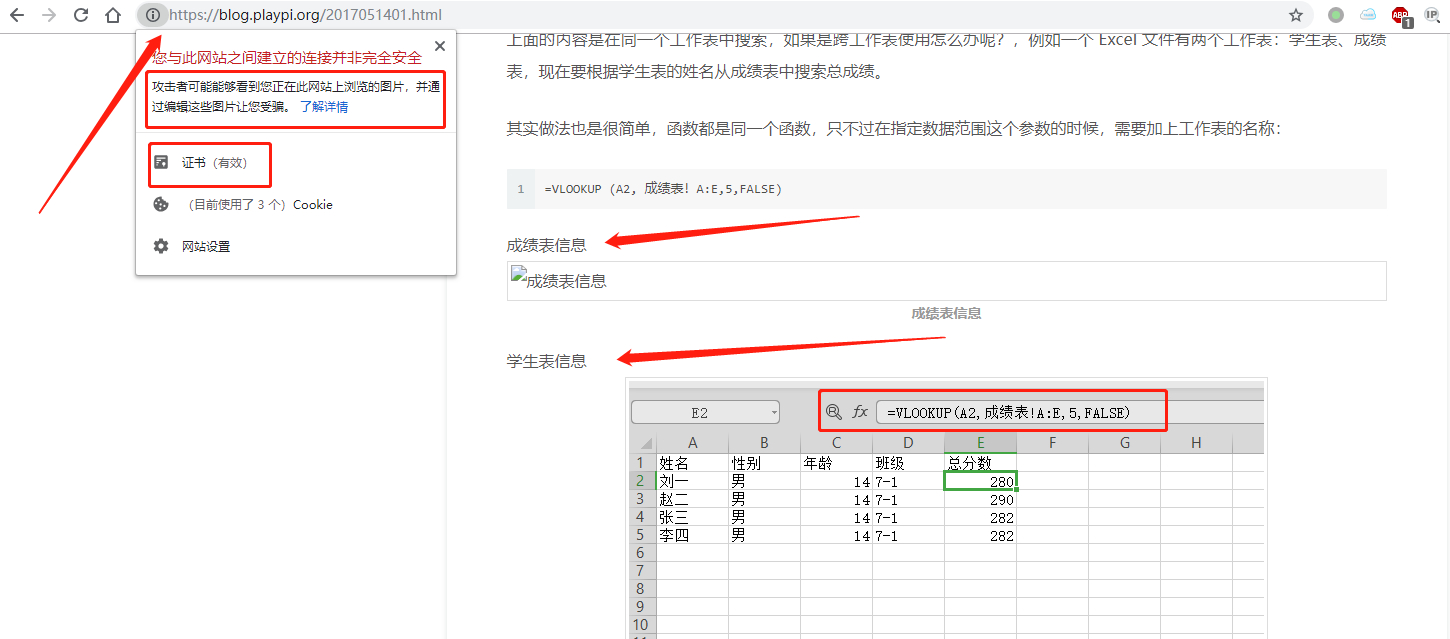 https://blog.playpi.org/2017051401.html
ABP
1
IP
您与此网站之间建立的连接并非完全安全
攻击者可能能够看到您正在此网站上浏览的图片，并通
过编辑这些图片让您受骗。 了解详情
证书 (有效)
(目前使用了 3 个) Cookie
网站设置
上面的内容是在同一个工作表中搜索，如果是跨工作表使用怎么办呢？，例如一个 Excel 文件有两个工作表：学生表、成绩
表，现在要根据学生表的姓名从成绩表中搜索总成绩。
其实做法也是很简单，函数都是同一个函数，只不过在指定数据范围这个参数的时候，需要加上工作表的名称：
1 =VLOOKUP (A2, 成绩表! A:E,5,FALSE)
成绩表信息
成绩表信息
成绩表信息
学生表信息
E2 fx =VLOOKUP(A2,成绩表!A:E,5,FALSE)
A B C D E F G H
1 姓名 性别 年龄 班级 总分数
2 刘一 男 14 7-1 280
3 赵二 男 14 7-1 290
4 张三 男 14 7-1 282
5 李四 男 14 7-1 282
6
7
8
9
10